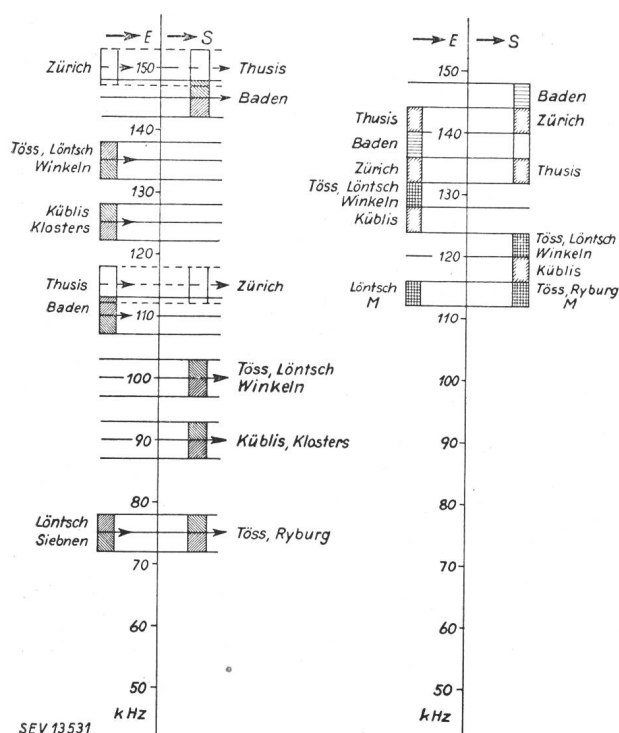 E S
Zürich 150 Thusis
Baden
140
Töss, Löntsch
Winkeln
130
Küblis
Klosters
120
Thusis Zürich
Baden
110
100 Töss, Löntsch
Winkeln
90 Küblis, Klosters
80
Löntsch
Siebnen Töss, Ryburg
70
60
50
kHz
SEV 13531
E S
150
Baden
Thusis Zürich
140
Baden
Zürich Thusis
Töss, Löntsch
Winkeln 130
Küblis
Töss, Löntsch
Winkeln
120
Küblis
Löntsch
M
Töss, Ryburg
M
110
100
90
80
70
60
50
kHz